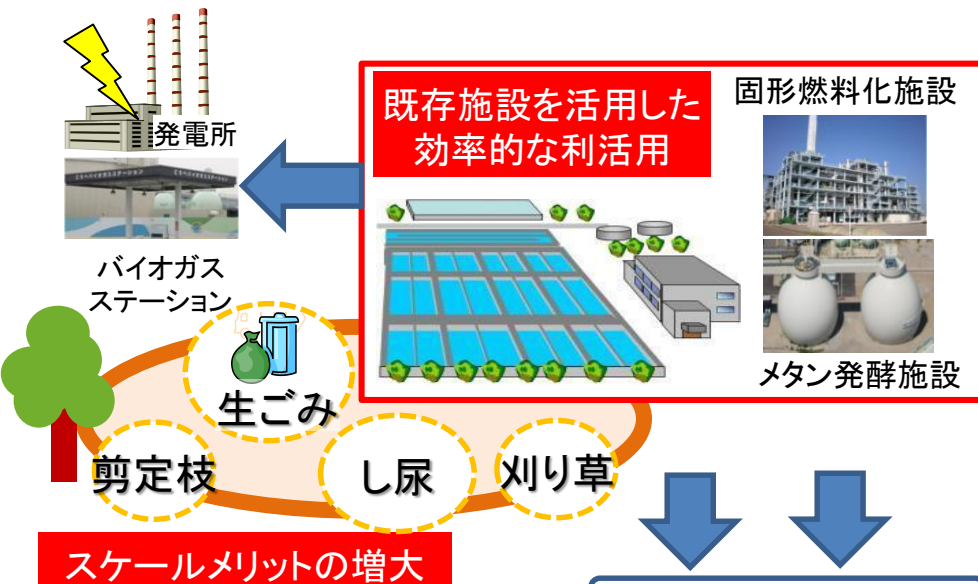 発電所
既存施設を活用した
効率的な利活用
固形燃料化施設
バイオガス
ステーション
メタン発酵施設
生ごみ
剪定枝
し尿
刈り草
スケールメリットの増大